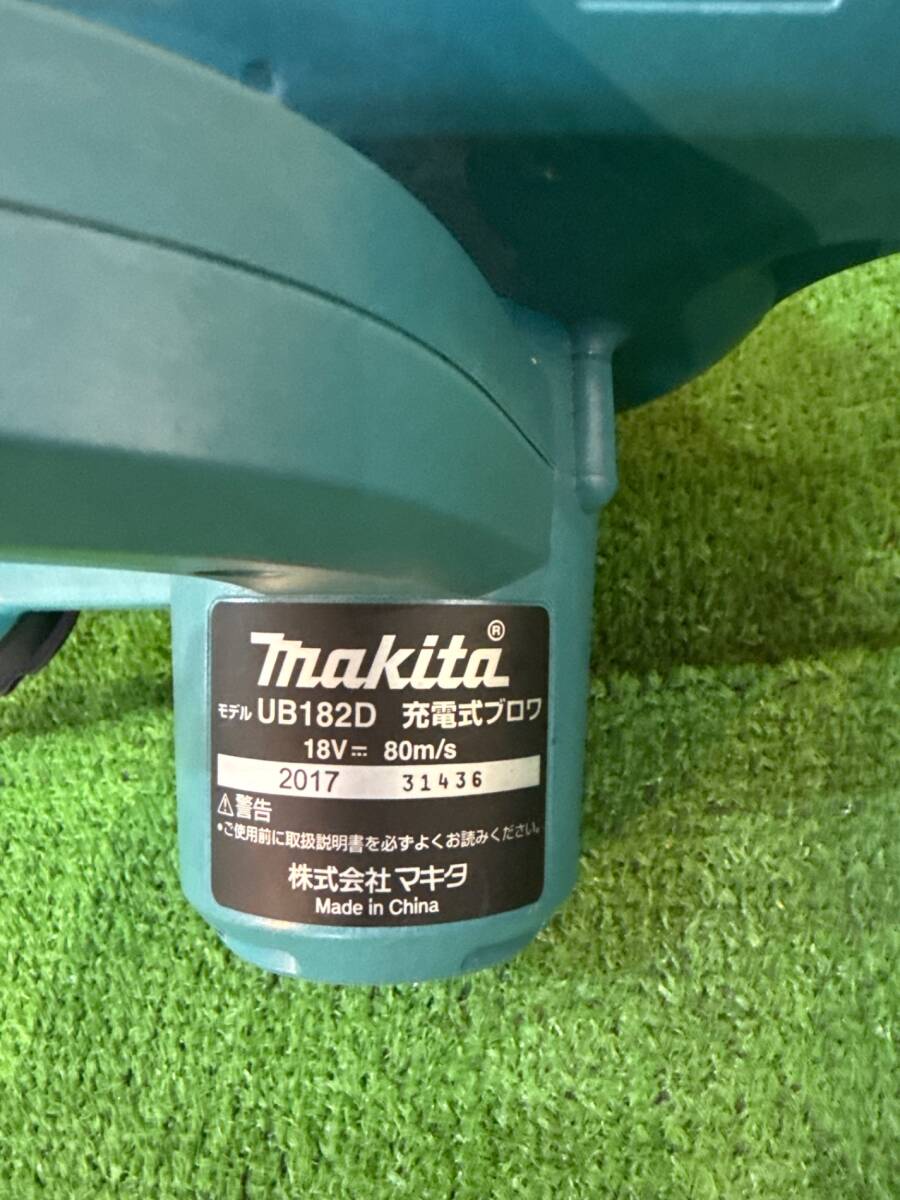 makita®
モデル UB182D 充電式ブロワ
18V⎓ 80m/s
2017 31436
⚠警告
•ご使用前に取扱説明書を必ずよくお読みください。
株式会社 マキタ
Made in China